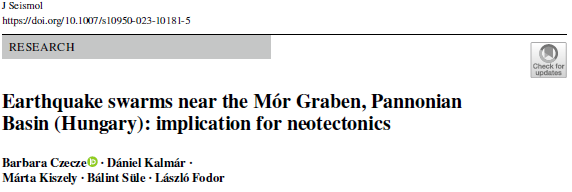 J Seismol
https://doi.org/10.1007/s10950-023-10181-5
RESEARCH
Check for
updates
Earthquake swarms near the Mór Graben, Pannonian
Basin (Hungary): implication for neotectonics
Barbara Czecze · Dániel Kalmár ·
Márta Kiszely · Bálint Süle · László Fodor